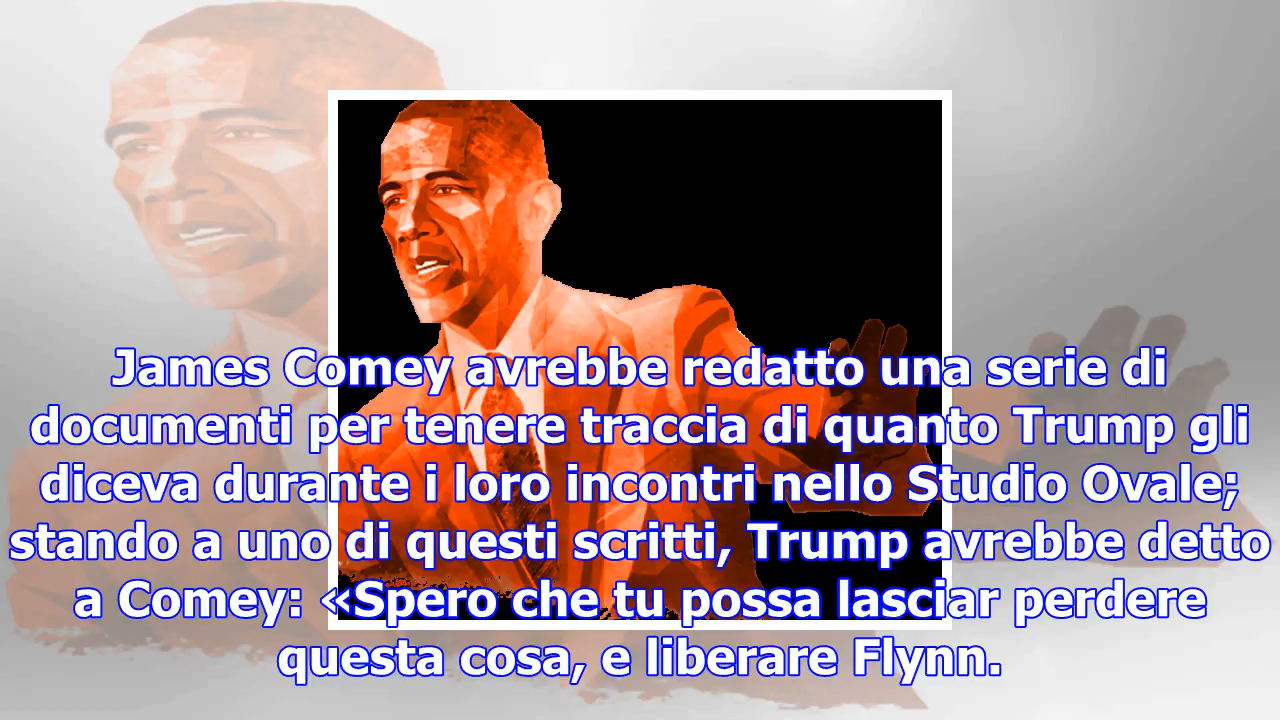 James Comey avrebbe redatto una serie di
documenti per tenere traccia di quanto Trump gli
diceva durante i loro incontri nello Studio Ovale;
stando a uno di questi scritti, Trump avrebbe detto
a Comey: «Spero che tu possa lasciar perdere
questa cosa, e liberare Flynn.